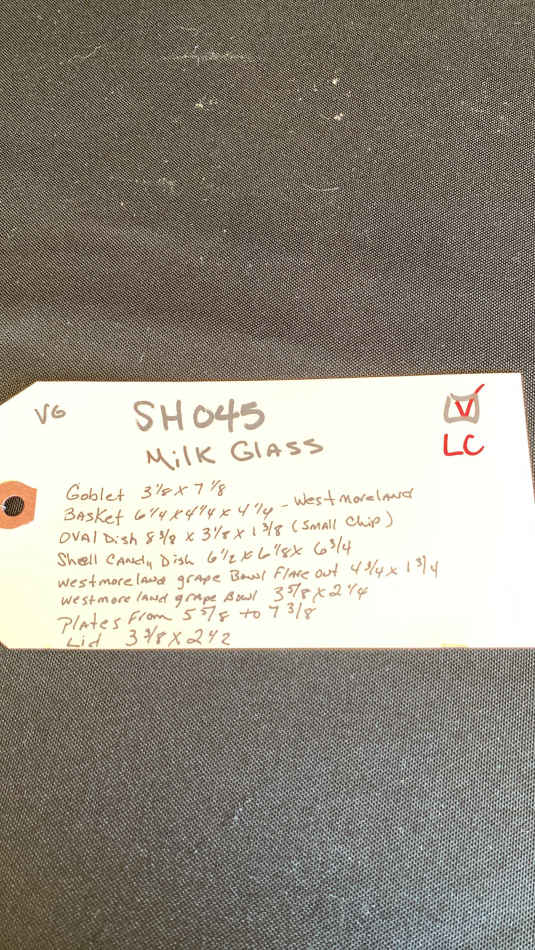 VG
SH045
V
LC
MilK GlASS
Goblet 3 1/8 x 7 1/8
BASKet 6 1/4 x 4 1/4 x 4 1/4 - Westmoreland
OVAl Dish 8 3/8 x 3 1/8 x 1 3/8 (Small Chip)
Shell CANDy Dish 6 1/2 x 6 1/8 x 6 3/4
westmoreland grape Bowl Flare out 4 3/4 x 1 3/4
westmoreland grape Bowl 3 5/8 x 2 1/4
PlAtes From 5 5/8 to 7 3/8
Lid 3 3/8 x 2 1/2